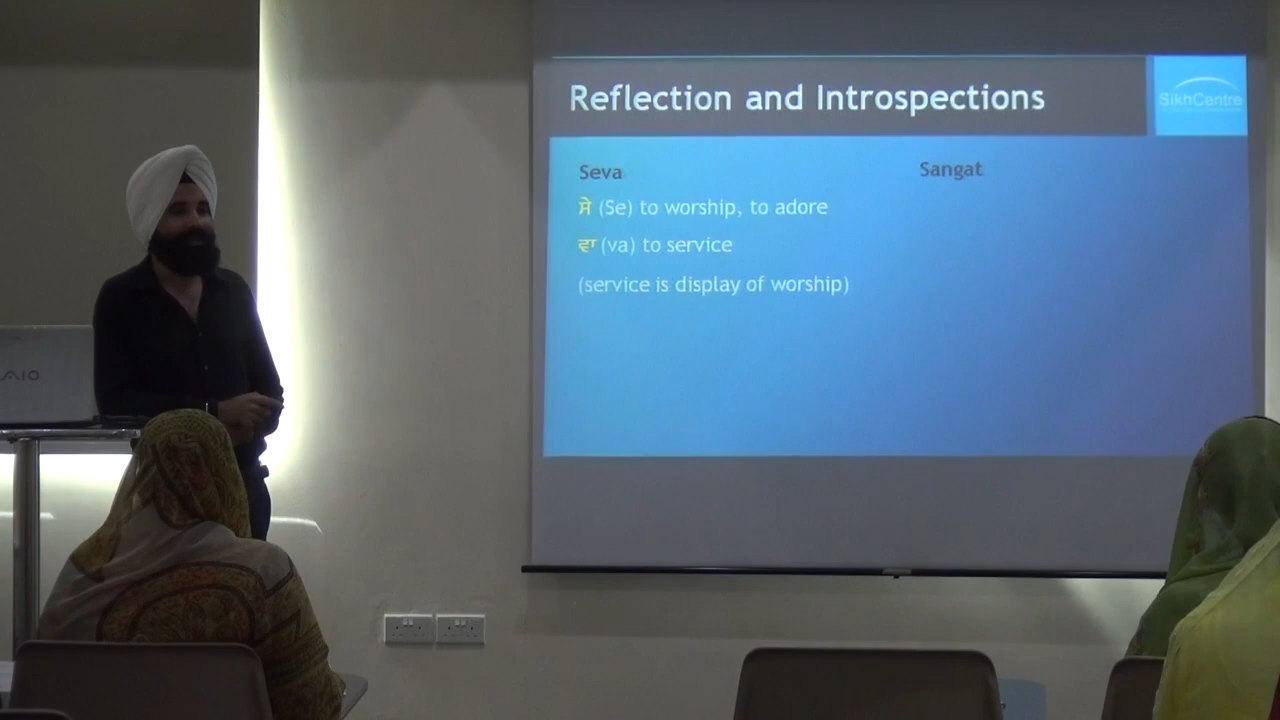 Reflection and Introspections
SikhCentre
Seva
Sangat
ਸੇ (Se) to worship, to adore
ਵਾ (va) to service
(service is display of worship)
AIO